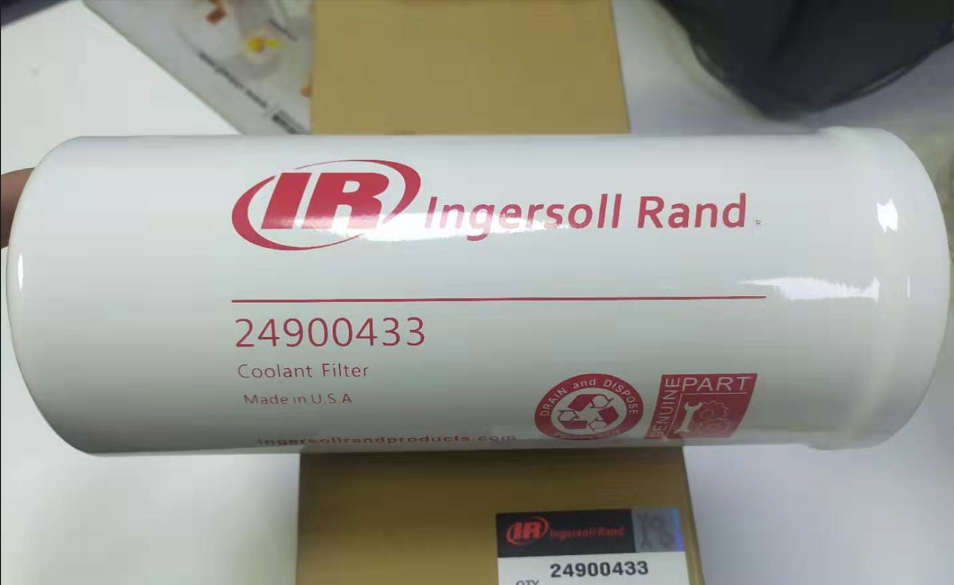 IR Ingersoll Rand
24900433
Coolant Filter
Made in U.S.A
ingersollrandproducts.com
DRAIN and DISPOSE
GENUINE PART
IR Ingersoll Rand
QTY 24900433